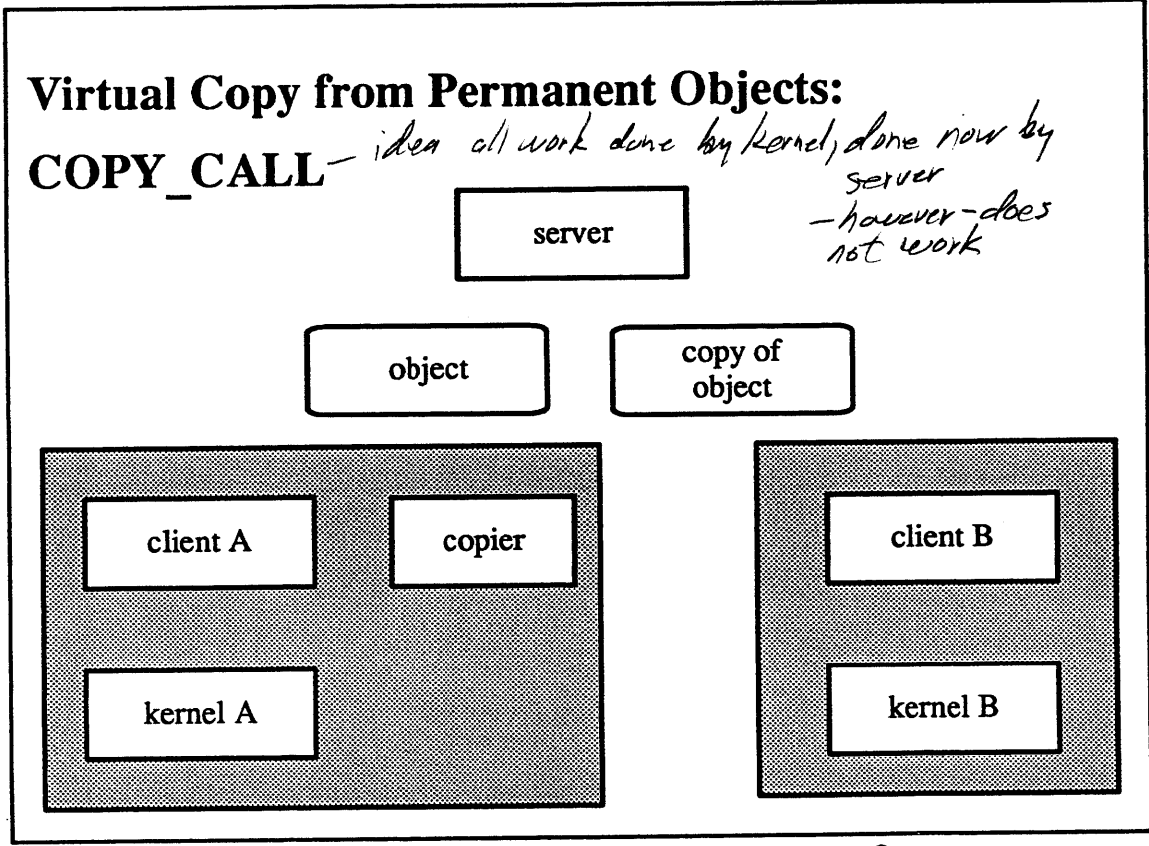 Virtual Copy from Permanent Objects:
COPY_CALL – idea all work done by kernel, done now by
server
– however – does
not work
server
object
copy of
object
client A
copier
client B
kernel A
kernel B